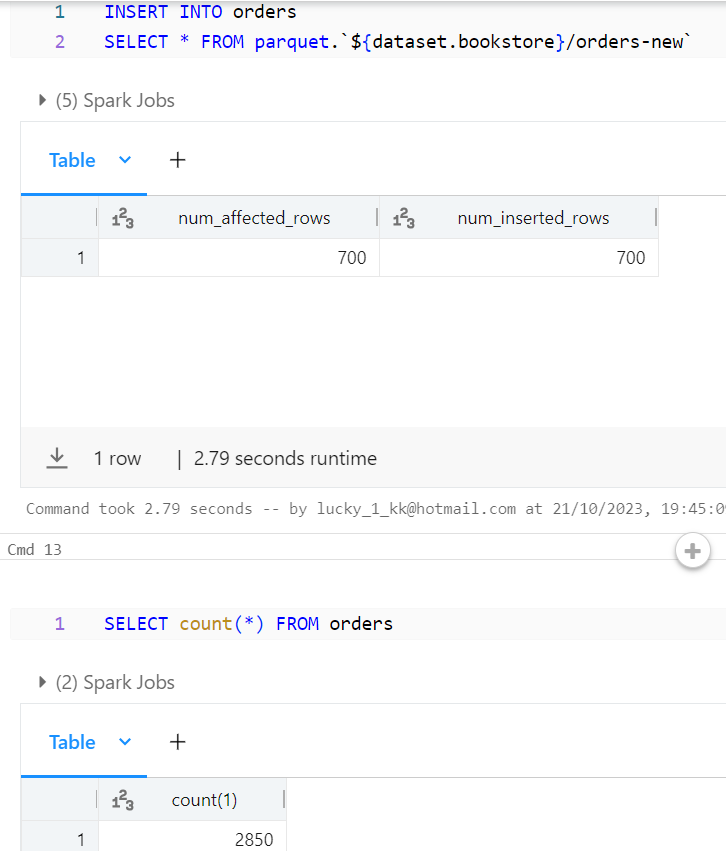 1 INSERT INTO orders
2 SELECT * FROM parquet.`${dataset.bookstore}/orders-new`
(5) Spark Jobs
Table +
123 num_affected_rows 123 num_inserted_rows
1 700 700
1 row | 2.79 seconds runtime
Command took 2.79 seconds -- by lucky_1_kk@hotmail.com at 21/10/2023, 19:45:0
Cmd 13
1 SELECT count(*) FROM orders
(2) Spark Jobs
Table +
123 count(1)
1 2850